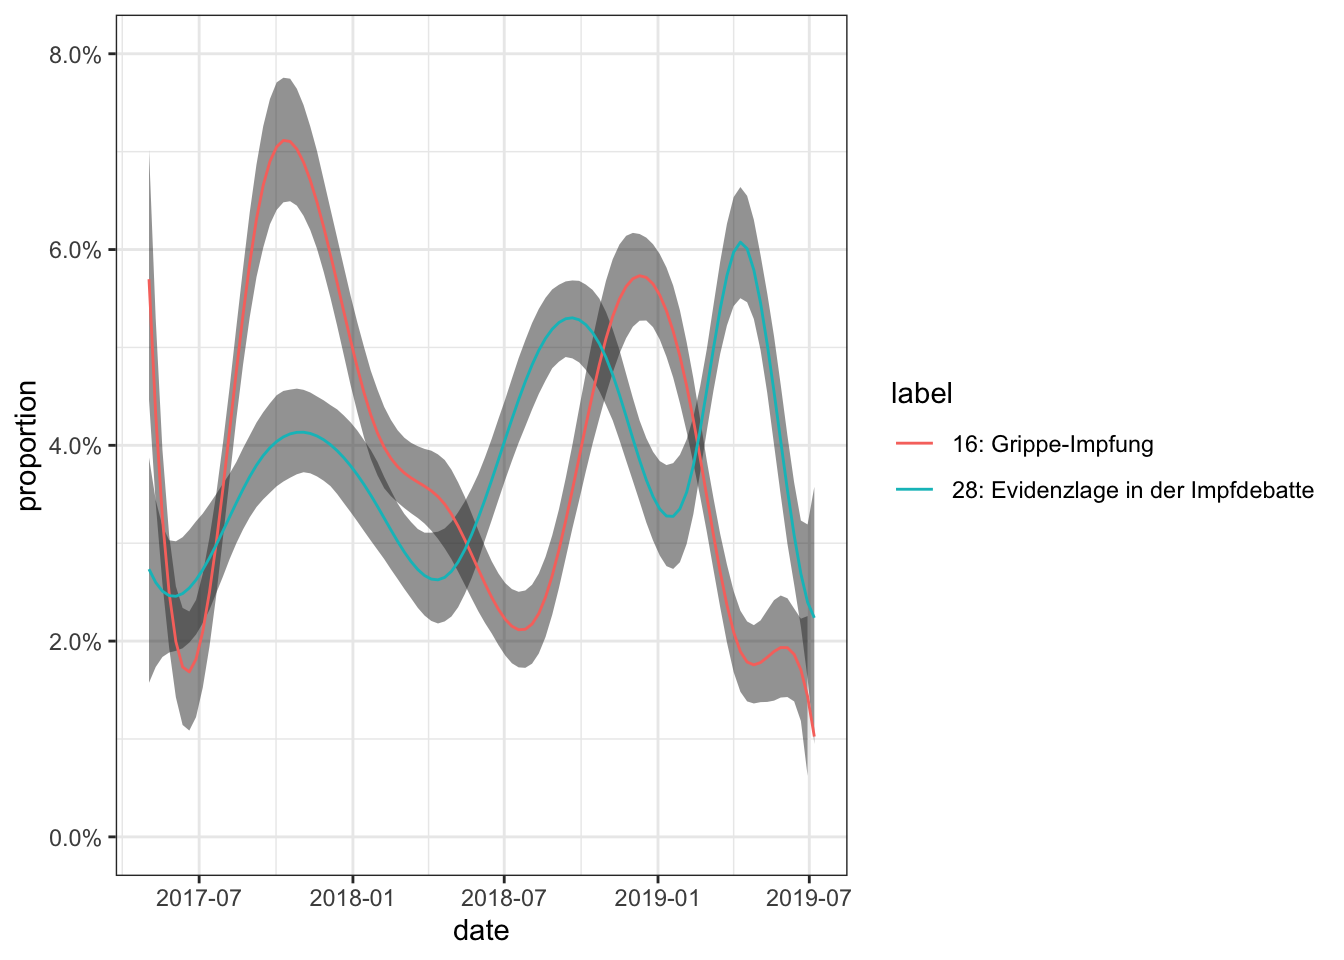 8.0%
6.0%
4.0%
2.0%
0.0%
proportion
2017-07
2018-01
2018-07
2019-01
2019-07
date
label
16: Grippe-Impfung
28: Evidenzlage in der Impfdebatte